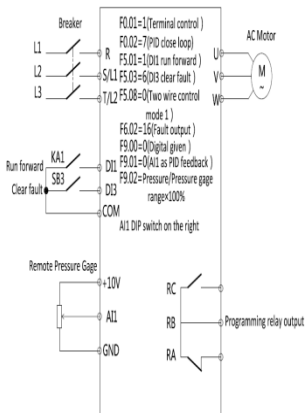 Breaker
L1
L2
L3
R
S/L1
T/L2
F0.01=1(Terminal control )
F0.02=7(PID close loop)
F5.01=1(DI1 run forward )
F5.03=6(DI3 clear fault )
F5.08=0(Two wire control
mode 1 )
F6.02=16(Fault output )
F9.00=0(Digital given )
F9.01=0(AI1 as PID feedback )
F9.02=Pressure/Pressure gage
range×100%
AI1 DIP switch on the right
U
V
W
AC Motor
M
~
Run forward
KA1
DI1
Clear fault
SB3
DI3
COM
Remote Pressure Gage
+10V
AI1
GND
RC
RB
RA
Programming relay output